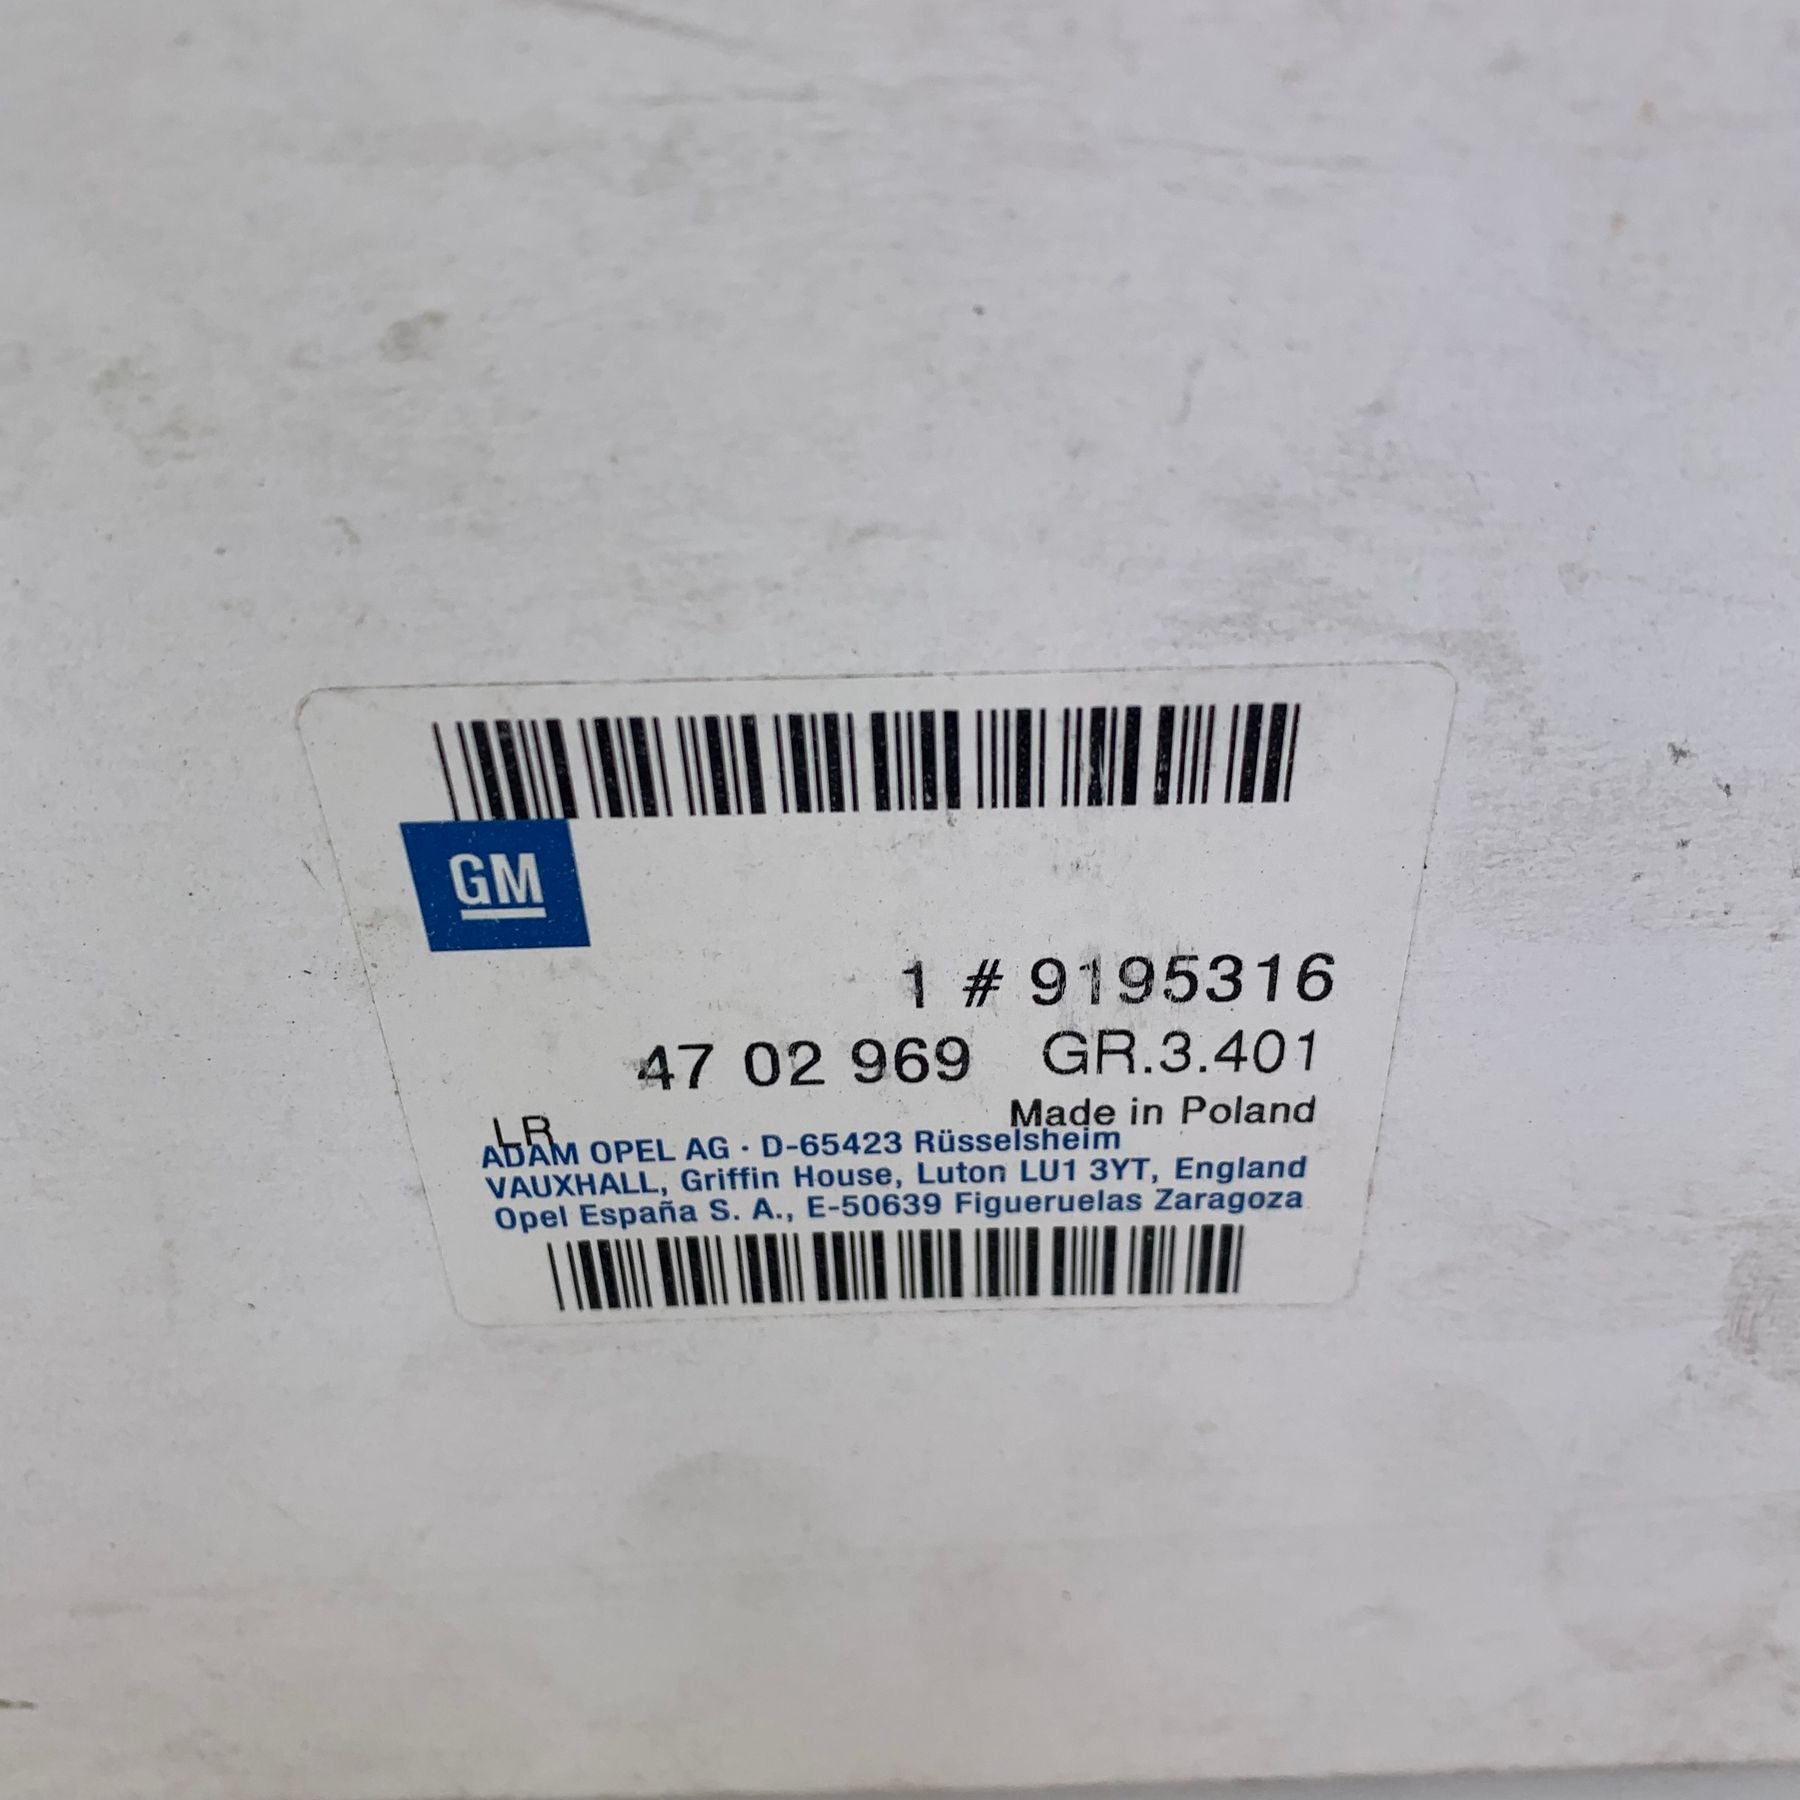 GM
1 # 9195316
47 02 969 GR.3.401
LR Made in Poland
ADAM OPEL AG · D-65423 Rüsselsheim
VAUXHALL, Griffin House, Luton LU1 3YT, England
Opel España S. A., E-50639 Figueruelas Zaragoza